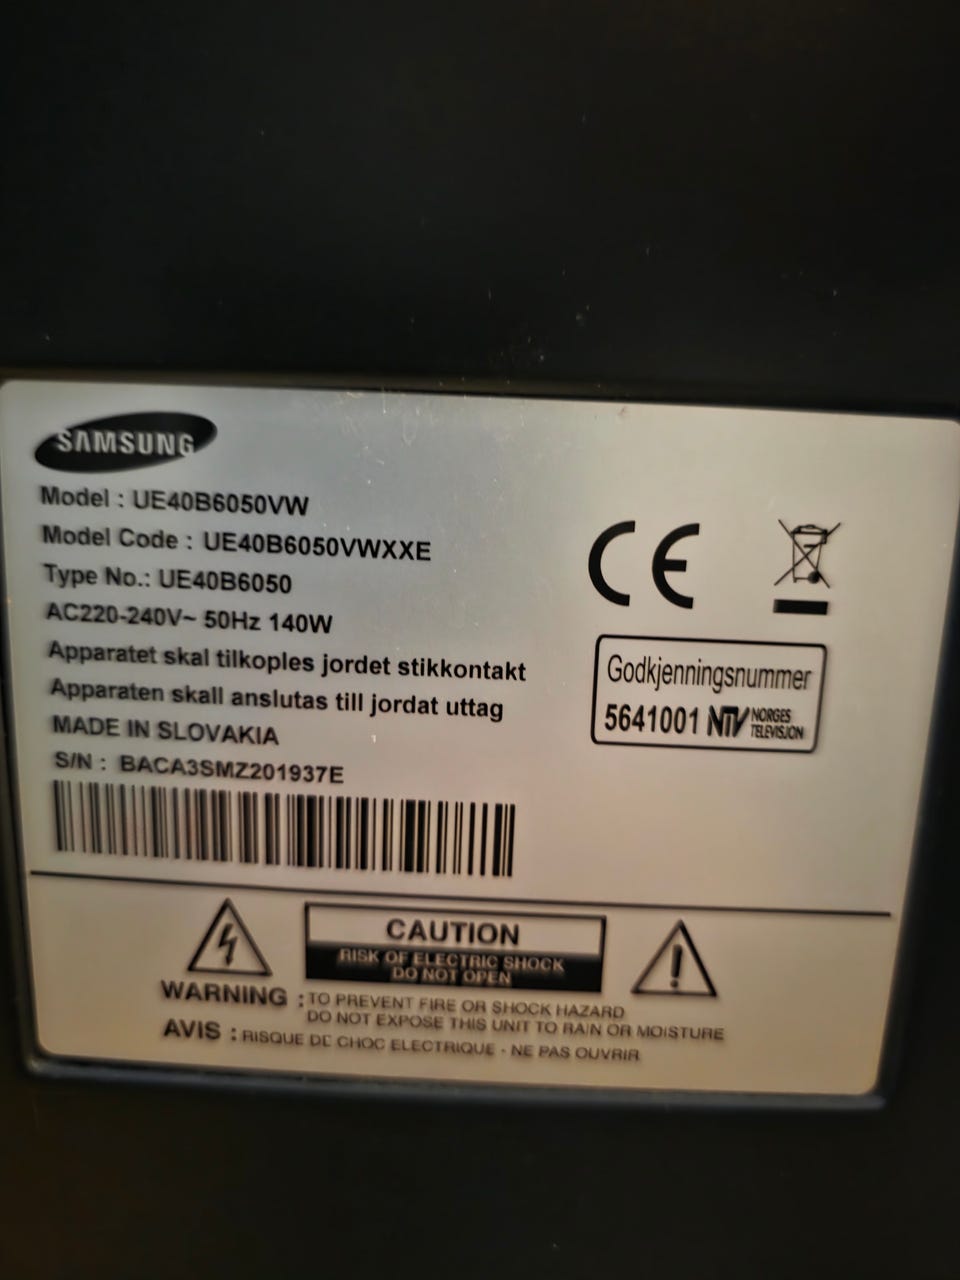 SAMSUNG
Model : UE40B6050VW
Model Code : UE40B6050VWXXE
Type No.: UE40B6050
AC220-240V~ 50Hz 140W
Apparatet skal tilkoples jordet stikkontakt
Apparaten skall anslutas till jordat uttag
MADE IN SLOVAKIA
S/N : BACA3SMZ201937E
CE
Godkjenningsnummer
5641001 NTV NORGES
TELEVISJON
CAUTION
RISK OF ELECTRIC SHOCK
DO NOT OPEN
WARNING : TO PREVENT FIRE OR SHOCK HAZARD
DO NOT EXPOSE THIS UNIT TO RAIN OR MOISTURE
AVIS : RISQUE DE CHOC ELECTRIQUE - NE PAS OUVRIR